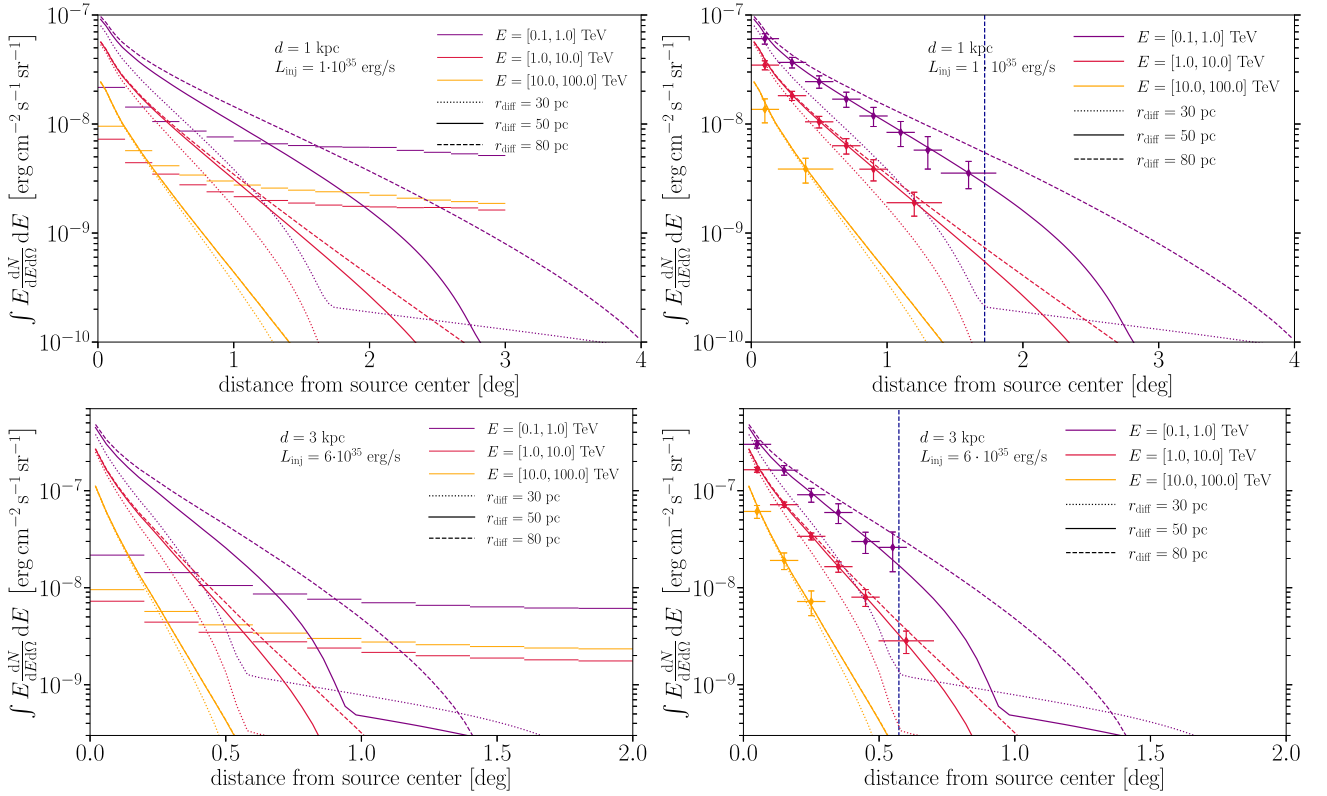 ∫ E dN/dEdΩ dE [erg cm⁻² s⁻¹ sr⁻¹]
10⁻⁷
10⁻⁸
10⁻⁹
10⁻¹⁰
d = 1 kpc
L_inj = 1·10³⁵ erg/s
E = [0.1, 1.0] TeV
E = [1.0, 10.0] TeV
E = [10.0, 100.0] TeV
r_diff = 30 pc
r_diff = 50 pc
r_diff = 80 pc
0 1 2 3 4
distance from source center [deg]
∫ E dN/dEdΩ dE [erg cm⁻² s⁻¹ sr⁻¹]
10⁻⁷
10⁻⁸
10⁻⁹
10⁻¹⁰
d = 1 kpc
L_inj = 1 · 10³⁵ erg/s
E = [0.1, 1.0] TeV
E = [1.0, 10.0] TeV
E = [10.0, 100.0] TeV
r_diff = 30 pc
r_diff = 50 pc
r_diff = 80 pc
0 1 2 3 4
distance from source center [deg]
∫ E dN/dEdΩ dE [erg cm⁻² s⁻¹ sr⁻¹]
10⁻⁷
10⁻⁸
10⁻⁹
d = 3 kpc
L_inj = 6·10³⁵ erg/s
E = [0.1, 1.0] TeV
E = [1.0, 10.0] TeV
E = [10.0, 100.0] TeV
r_diff = 30 pc
r_diff = 50 pc
r_diff = 80 pc
0.0 0.5 1.0 1.5 2.0
distance from source center [deg]
∫ E dN/dEdΩ dE [erg cm⁻² s⁻¹ sr⁻¹]
10⁻⁷
10⁻⁸
10⁻⁹
d = 3 kpc
L_inj = 6 · 10³⁵ erg/s
E = [0.1, 1.0] TeV
E = [1.0, 10.0] TeV
E = [10.0, 100.0] TeV
r_diff = 30 pc
r_diff = 50 pc
r_diff = 80 pc
0.0 0.5 1.0 1.5 2.0
distance from source center [deg]